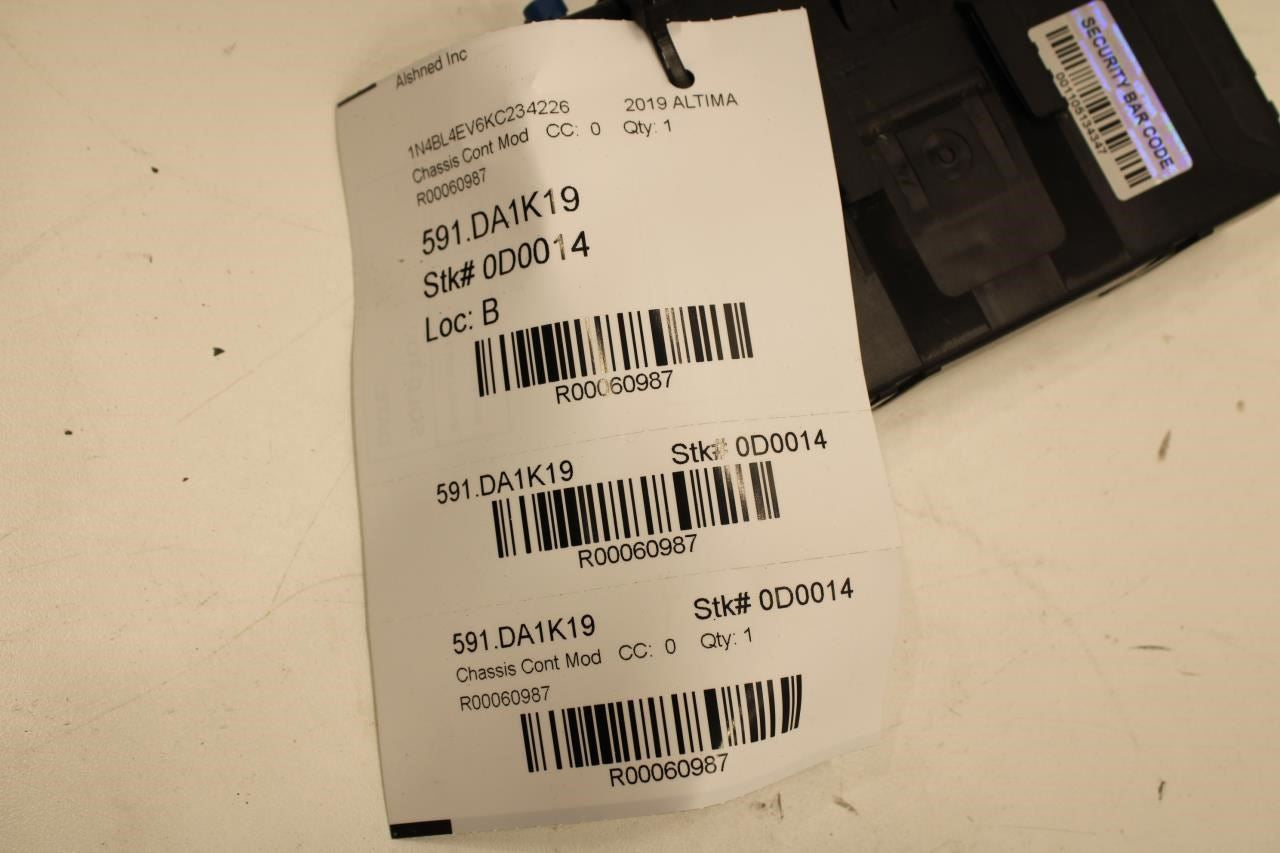 Alshned Inc
1N4BL4EV6KC234226 2019 ALTIMA
Chassis Cont Mod CC: 0 Qty: 1
R00060987
591.DA1K19
Stk# 0D0014
Loc: B
R00060987
591.DA1K19 Stk# 0D0014
R00060987
591.DA1K19 Stk# 0D0014
Chassis Cont Mod CC: 0 Qty: 1
R00060987
R00060987
SECURITY BAR CODE
001105134347